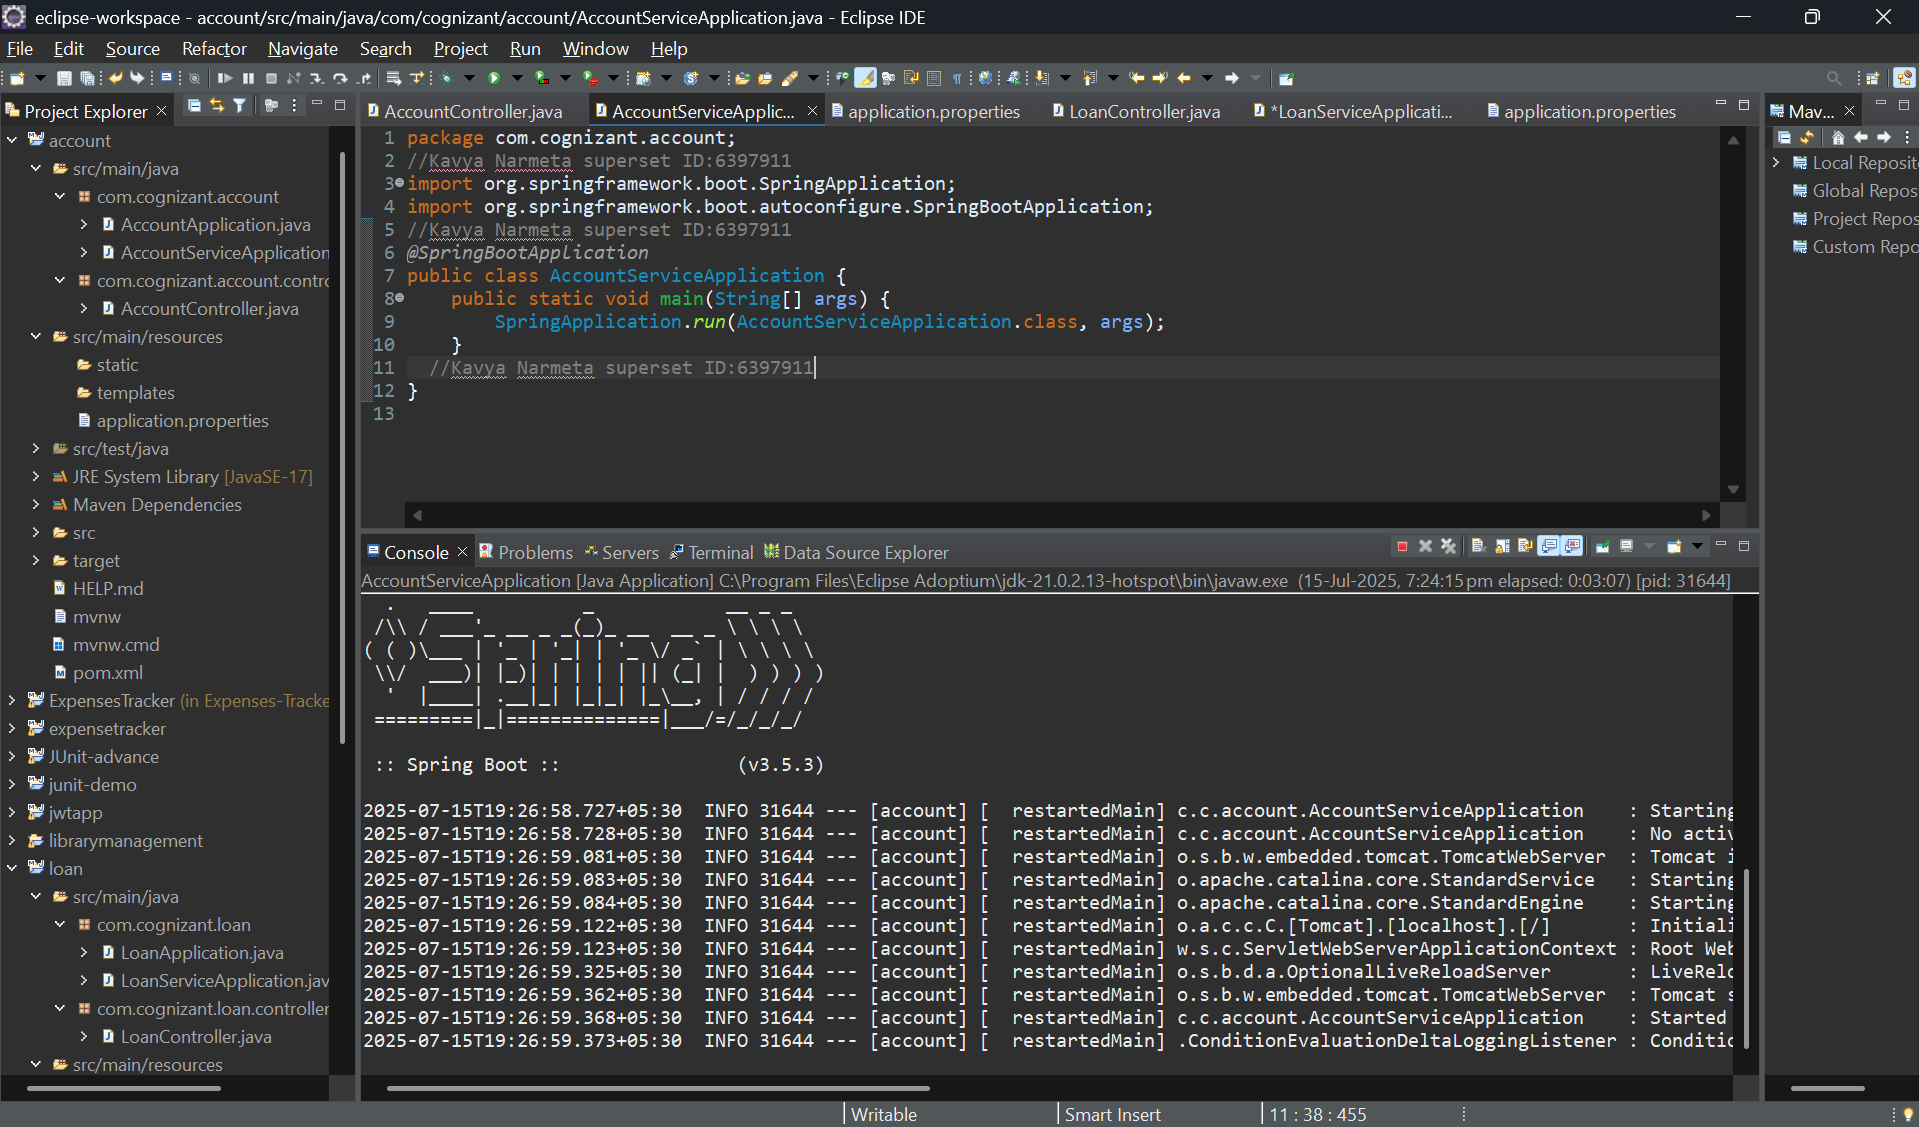 eclipse-workspace - account/src/main/java/com/cognizant/account/AccountServiceApplication.java - Eclipse IDE
File Edit Source Refactor Navigate Search Project Run Window Help
Project Explorer
account
src/main/java
com.cognizant.account
AccountApplication.java
AccountServiceApplication
com.cognizant.account.contro
AccountController.java
src/main/resources
static
templates
application.properties
src/test/java
JRE System Library [JavaSE-17]
Maven Dependencies
src
target
HELP.md
mvnw
mvnw.cmd
pom.xml
ExpensesTracker (in Expenses-Tracke
expensetracker
JUnit-advance
junit-demo
jwtapp
librarymanagement
loan
src/main/java
com.cognizant.loan
LoanApplication.java
LoanServiceApplication.jav
com.cognizant.loan.controller
LoanController.java
src/main/resources
AccountController.java AccountServiceApplic... application.properties LoanController.java *LoanServiceApplicati... application.properties
1 package com.cognizant.account;
2 //Kavya Narmeta superset ID:6397911
3 import org.springframework.boot.SpringApplication;
4 import org.springframework.boot.autoconfigure.SpringBootApplication;
5 //Kavya Narmeta superset ID:6397911
6 @SpringBootApplication
7 public class AccountServiceApplication {
8 public static void main(String[] args) {
9 SpringApplication.run(AccountServiceApplication.class, args);
10 }
11 //Kavya Narmeta superset ID:6397911
12 }
13
Console Problems Servers Terminal Data Source Explorer
AccountServiceApplication [Java Application] C:\Program Files\Eclipse Adoptium\jdk-21.0.2.13-hotspot\bin\javaw.exe (15-Jul-2025, 7:24:15 pm elapsed: 0:03:07) [pid: 31644]
Spring
:: Spring Boot :: (v3.5.3)
2025-07-15T19:26:58.727+05:30 INFO 31644 --- [account] [ restartedMain] c.c.account.AccountServiceApplication : Starting
2025-07-15T19:26:58.728+05:30 INFO 31644 --- [account] [ restartedMain] c.c.account.AccountServiceApplication : No activ
2025-07-15T19:26:59.081+05:30 INFO 31644 --- [account] [ restartedMain] o.s.b.w.embedded.tomcat.TomcatWebServer : Tomcat i
2025-07-15T19:26:59.083+05:30 INFO 31644 --- [account] [ restartedMain] o.apache.catalina.core.StandardService : Starting
2025-07-15T19:26:59.084+05:30 INFO 31644 --- [account] [ restartedMain] o.apache.catalina.core.StandardEngine : Starting
2025-07-15T19:26:59.122+05:30 INFO 31644 --- [account] [ restartedMain] o.a.c.c.C.[Tomcat].[localhost].[/] : Initiali
2025-07-15T19:26:59.123+05:30 INFO 31644 --- [account] [ restartedMain] w.s.c.ServletWebServerApplicationContext : Root Web
2025-07-15T19:26:59.325+05:30 INFO 31644 --- [account] [ restartedMain] o.s.b.d.a.OptionalLiveReloadServer : LiveRelo
2025-07-15T19:26:59.362+05:30 INFO 31644 --- [account] [ restartedMain] o.s.b.w.embedded.tomcat.TomcatWebServer : Tomcat s
2025-07-15T19:26:59.368+05:30 INFO 31644 --- [account] [ restartedMain] c.c.account.AccountServiceApplication : Started
2025-07-15T19:26:59.373+05:30 INFO 31644 --- [account] [ restartedMain] .ConditionEvaluationDeltaLoggingListener : Conditio
Mav...
Local Reposit
Global Repos
Project Repos
Custom Repo
Writable Smart Insert 11 : 38 : 455